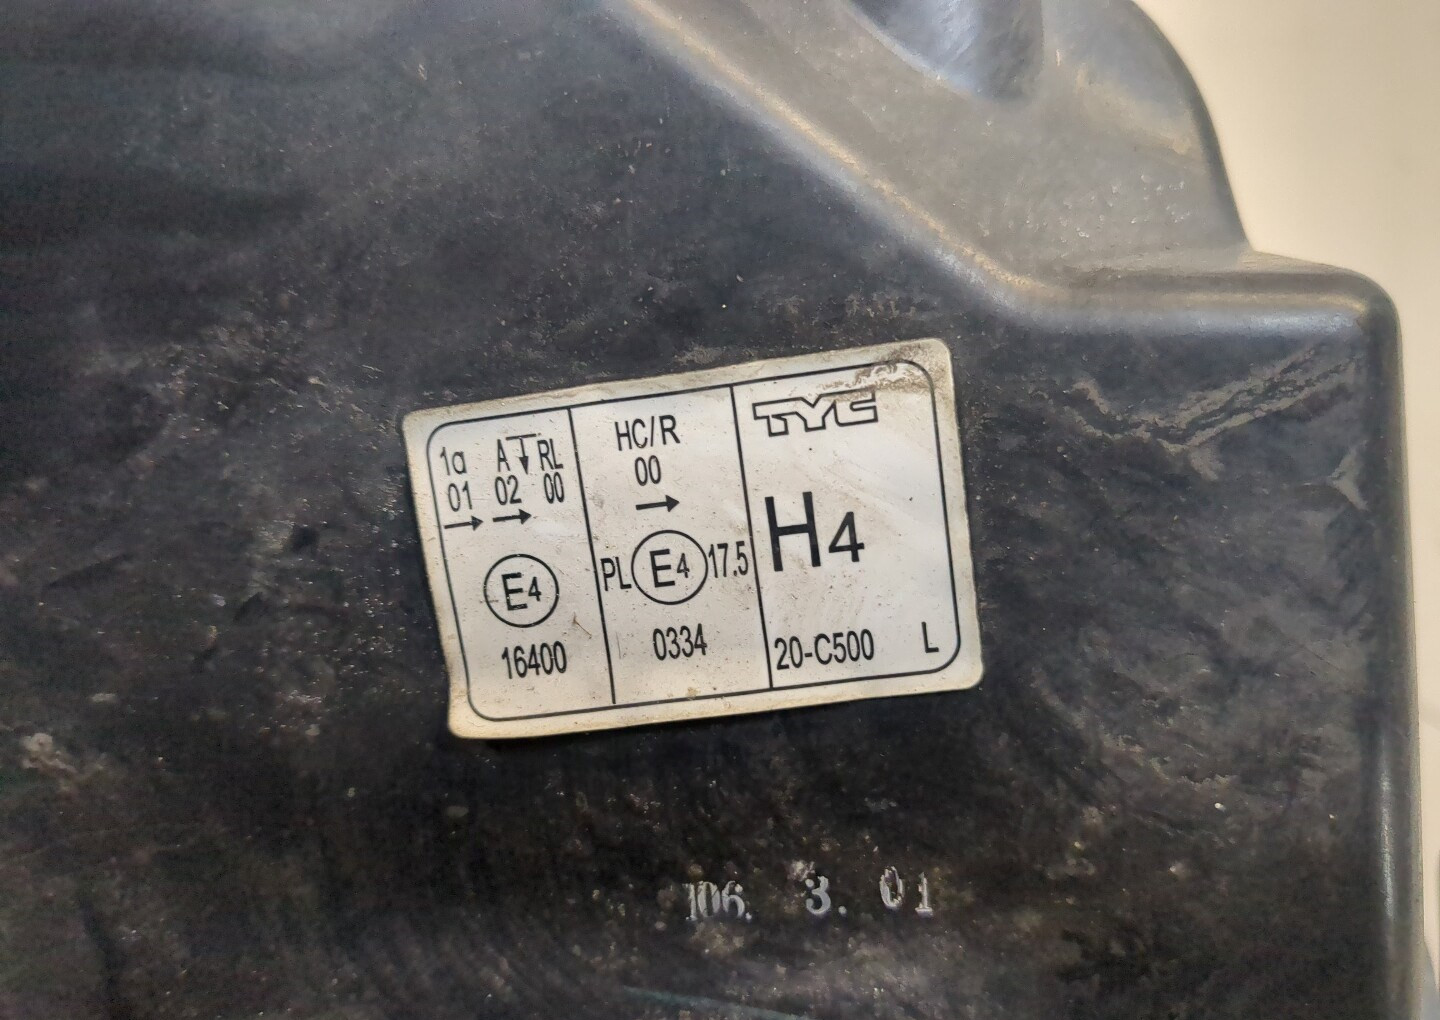 1a A RL
01 02 00
E4
16400
HC/R
00
PL E4 17.5
0334
TYC
H4
20-C500 L
106. 3. 01